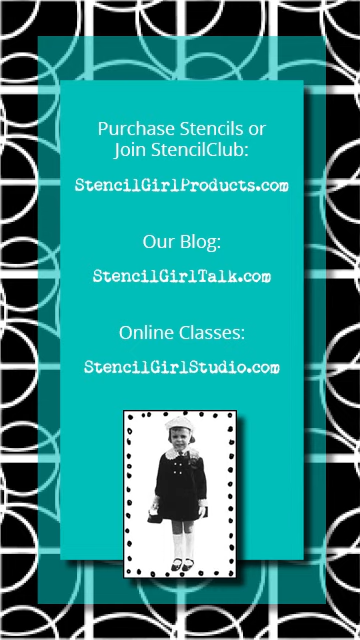 Purchase Stencils or
Join StencilClub:
StencilGirlProducts.com
Our Blog:
StencilGirlTalk.com
Online Classes:
StencilGirlStudio.com